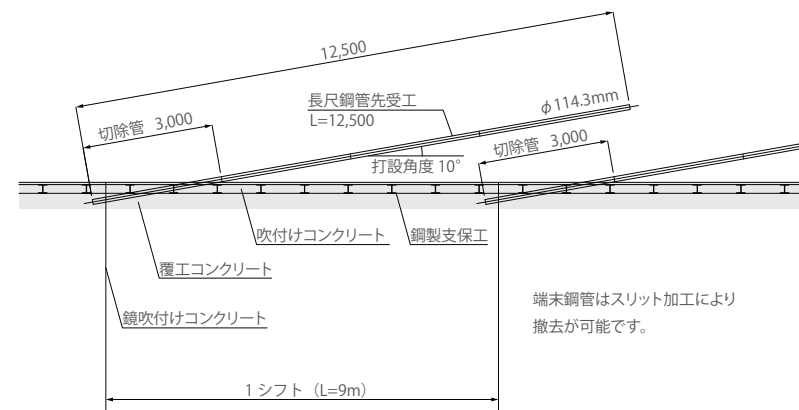 12,500
切除管 3,000
長尺鋼管先受工
L=12,500
φ114.3mm
打設角度 10°
切除管 3,000
吹付けコンクリート
鋼製支保工
覆工コンクリート
鏡吹付けコンクリート
端末鋼管はスリット加工により
撤去が可能です。
1 シフト（L=9m）